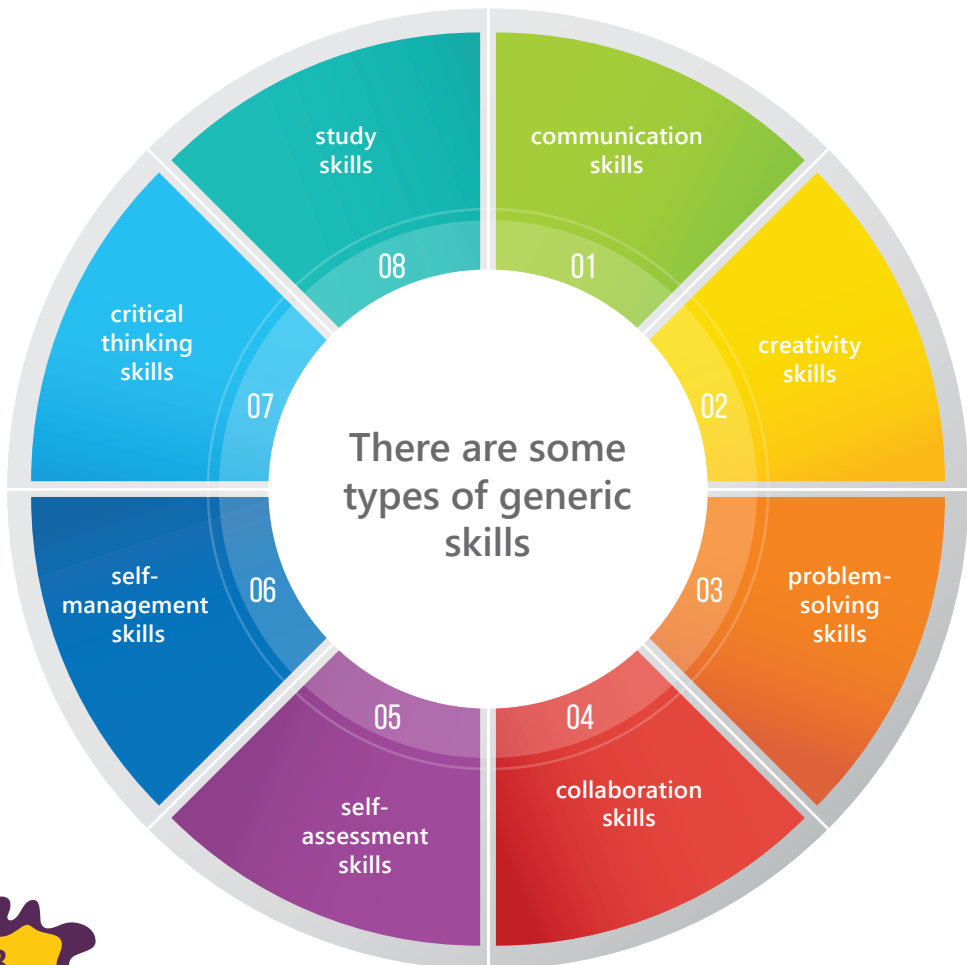 There are some
types of generic
skills
communication
skills
01
creativity
skills
02
problem-
solving
skills
03
collaboration
skills
04
self-
assessment
skills
05
self-
management
skills
06
critical
thinking
skills
07
study
skills
08